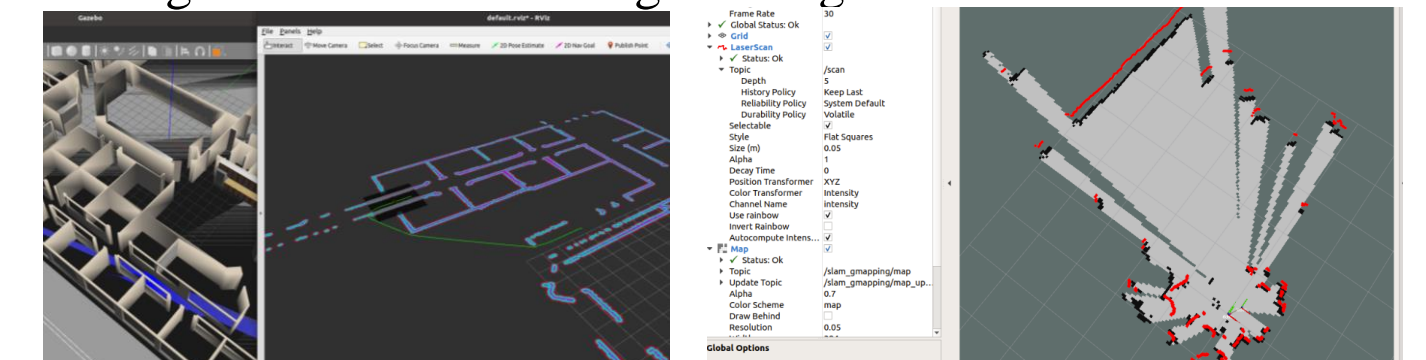 Gazebo
default.rviz* - RViz
File Panels Help
Interact Move Camera Select Focus Camera Measure 2D Pose Estimate 2D Nav Goal Publish Point
Frame Rate 30
Global Status: Ok
Grid
LaserScan
Status: Ok
Topic /scan
Depth 5
History Policy Keep Last
Reliability Policy System Default
Durability Policy Volatile
Selectable
Style Flat Squares
Size (m) 0.05
Alpha 1
Decay Time 0
Position Transformer XYZ
Color Transformer Intensity
Channel Name intensity
Use rainbow
Invert Rainbow
Autocompute Intens...
Map
Status: Ok
Topic /slam_gmapping/map
Update Topic /slam_gmapping/map_up...
Alpha 0.7
Color Scheme map
Draw Behind
Resolution 0.05
Global Options